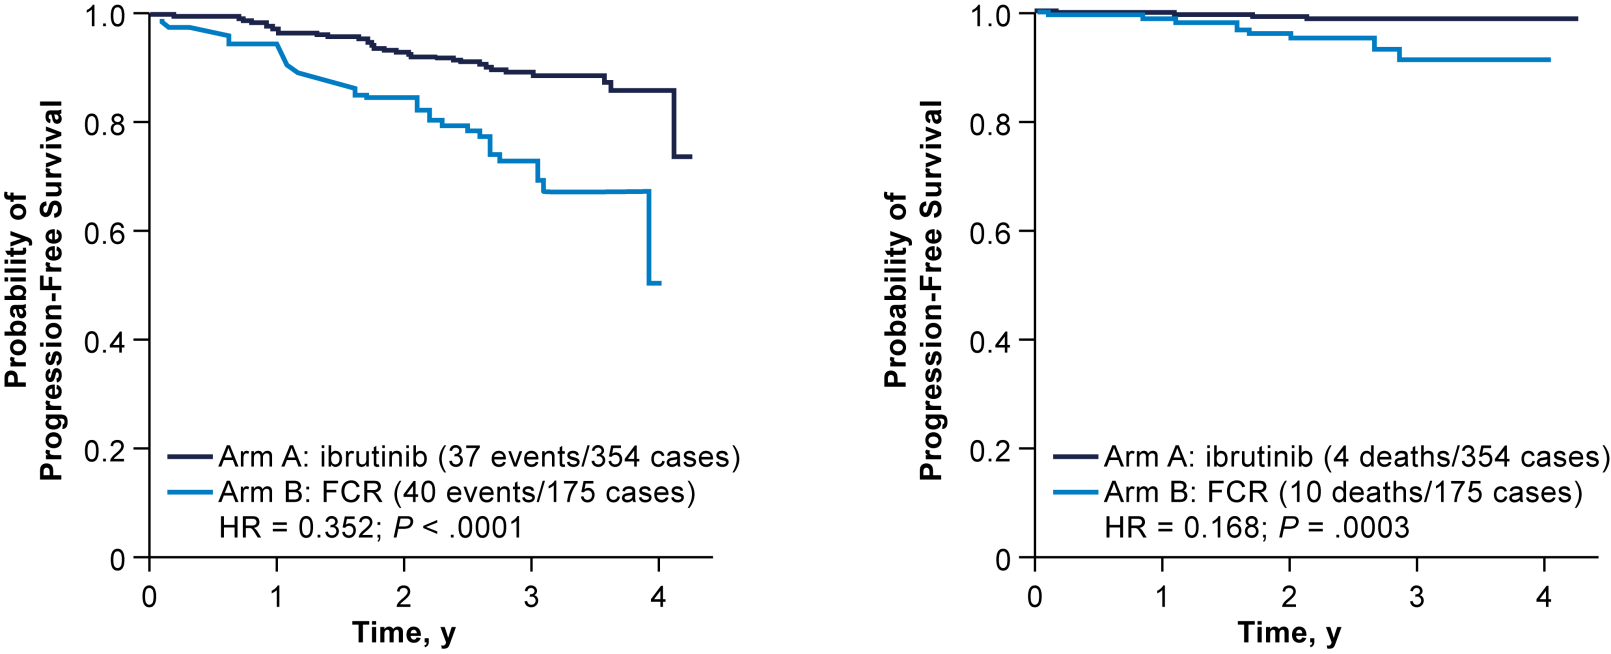 Probability of
Progression-Free Survival
1.0
0.8
0.6
0.4
0.2
0
Arm A: ibrutinib (37 events/354 cases)
Arm B: FCR (40 events/175 cases)
HR = 0.352; P < .0001
0 1 2 3 4
Time, y
Probability of
Progression-Free Survival
1.0
0.8
0.6
0.4
0.2
0
Arm A: ibrutinib (4 deaths/354 cases)
Arm B: FCR (10 deaths/175 cases)
HR = 0.168; P = .0003
0 1 2 3 4
Time, y